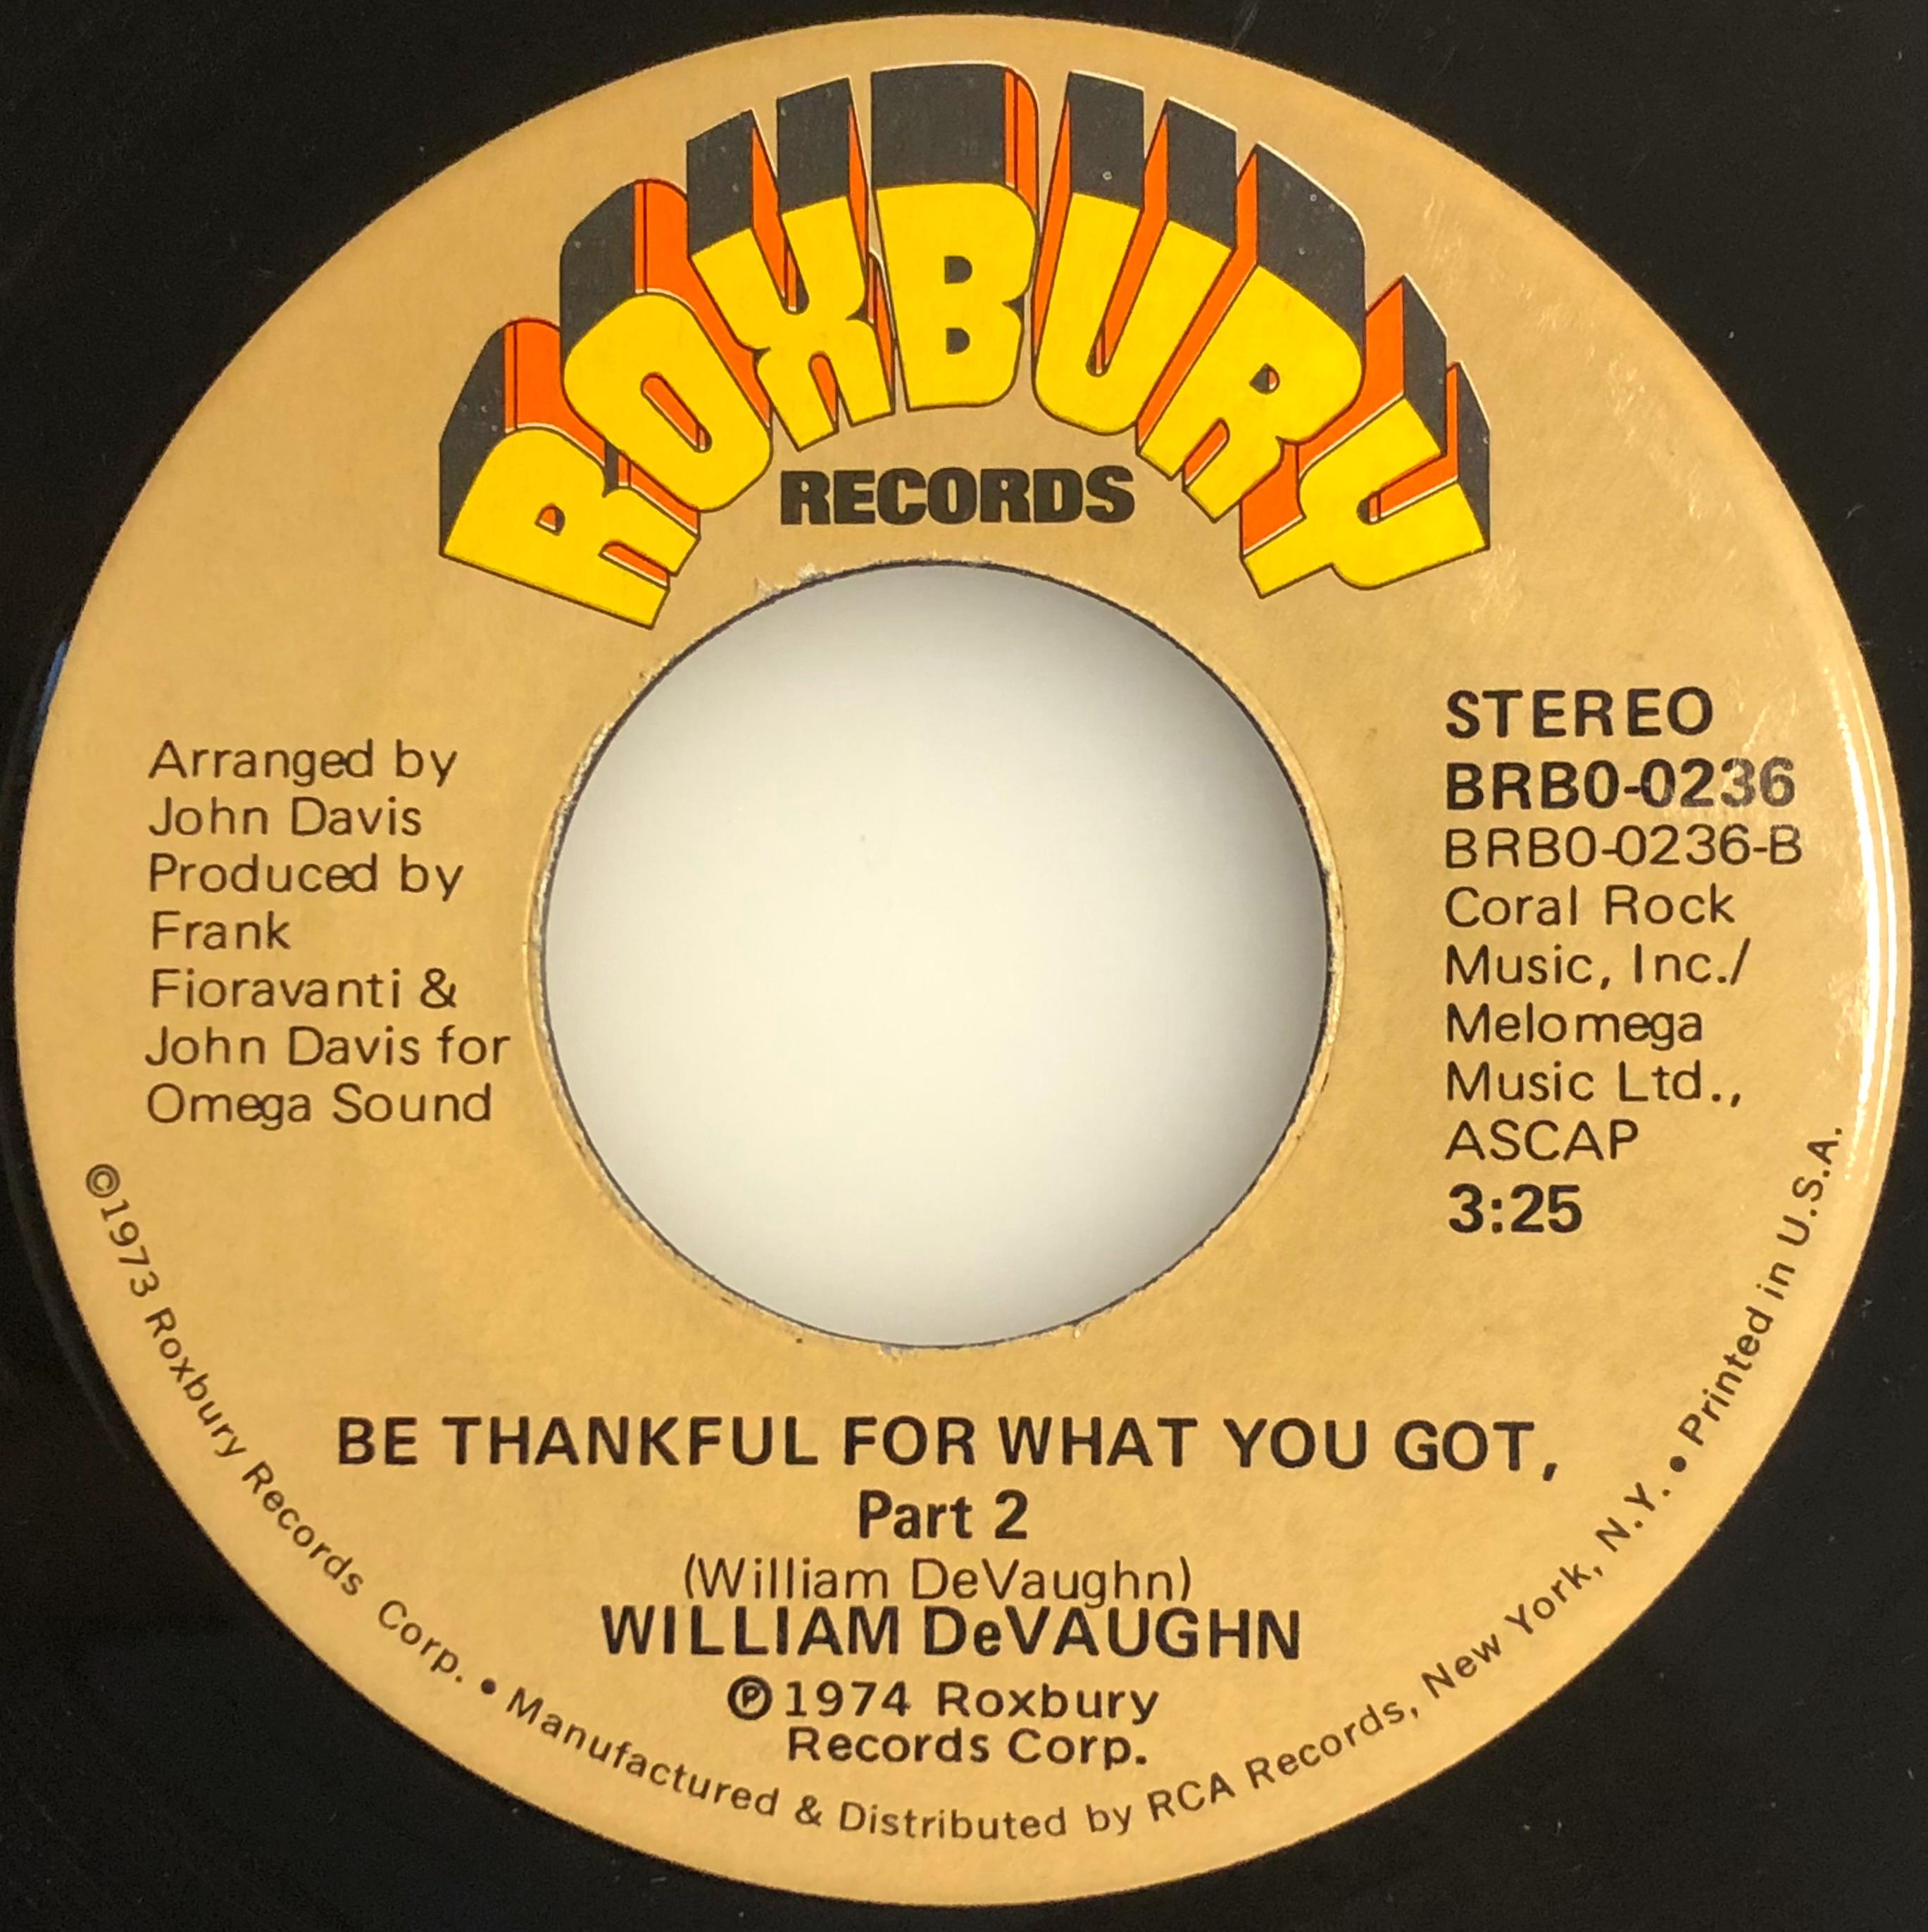 ROXBURY
RECORDS
Arranged by
John Davis
Produced by
Frank
Fioravanti &
John Davis for
Omega Sound
STEREO
BRBO-0236
BRBO-0236-B
Coral Rock
Music, Inc./
Melomega
Music Ltd.,
ASCAP
3:25
BE THANKFUL FOR WHAT YOU GOT,
Part 2
(William DeVaughn)
WILLIAM DeVAUGHN
℗ 1974 Roxbury
Records Corp.
©1973 Roxbury Records Corp. • Manufactured & Distributed by RCA Records, New York, N.Y. • Printed in U.S.A.